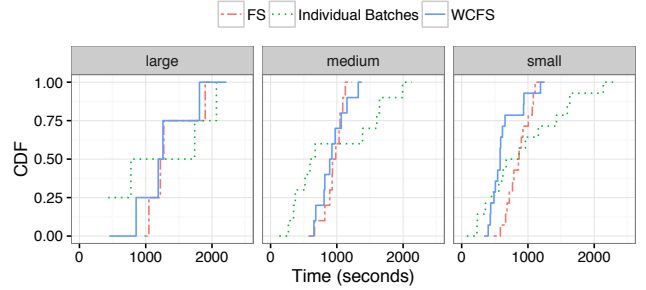 FS Individual Batches WCFS
large medium small
1.00
0.75
0.50
0.25
0.00
CDF
0 1000 2000 0 1000 2000 0 1000 2000
Time (seconds)